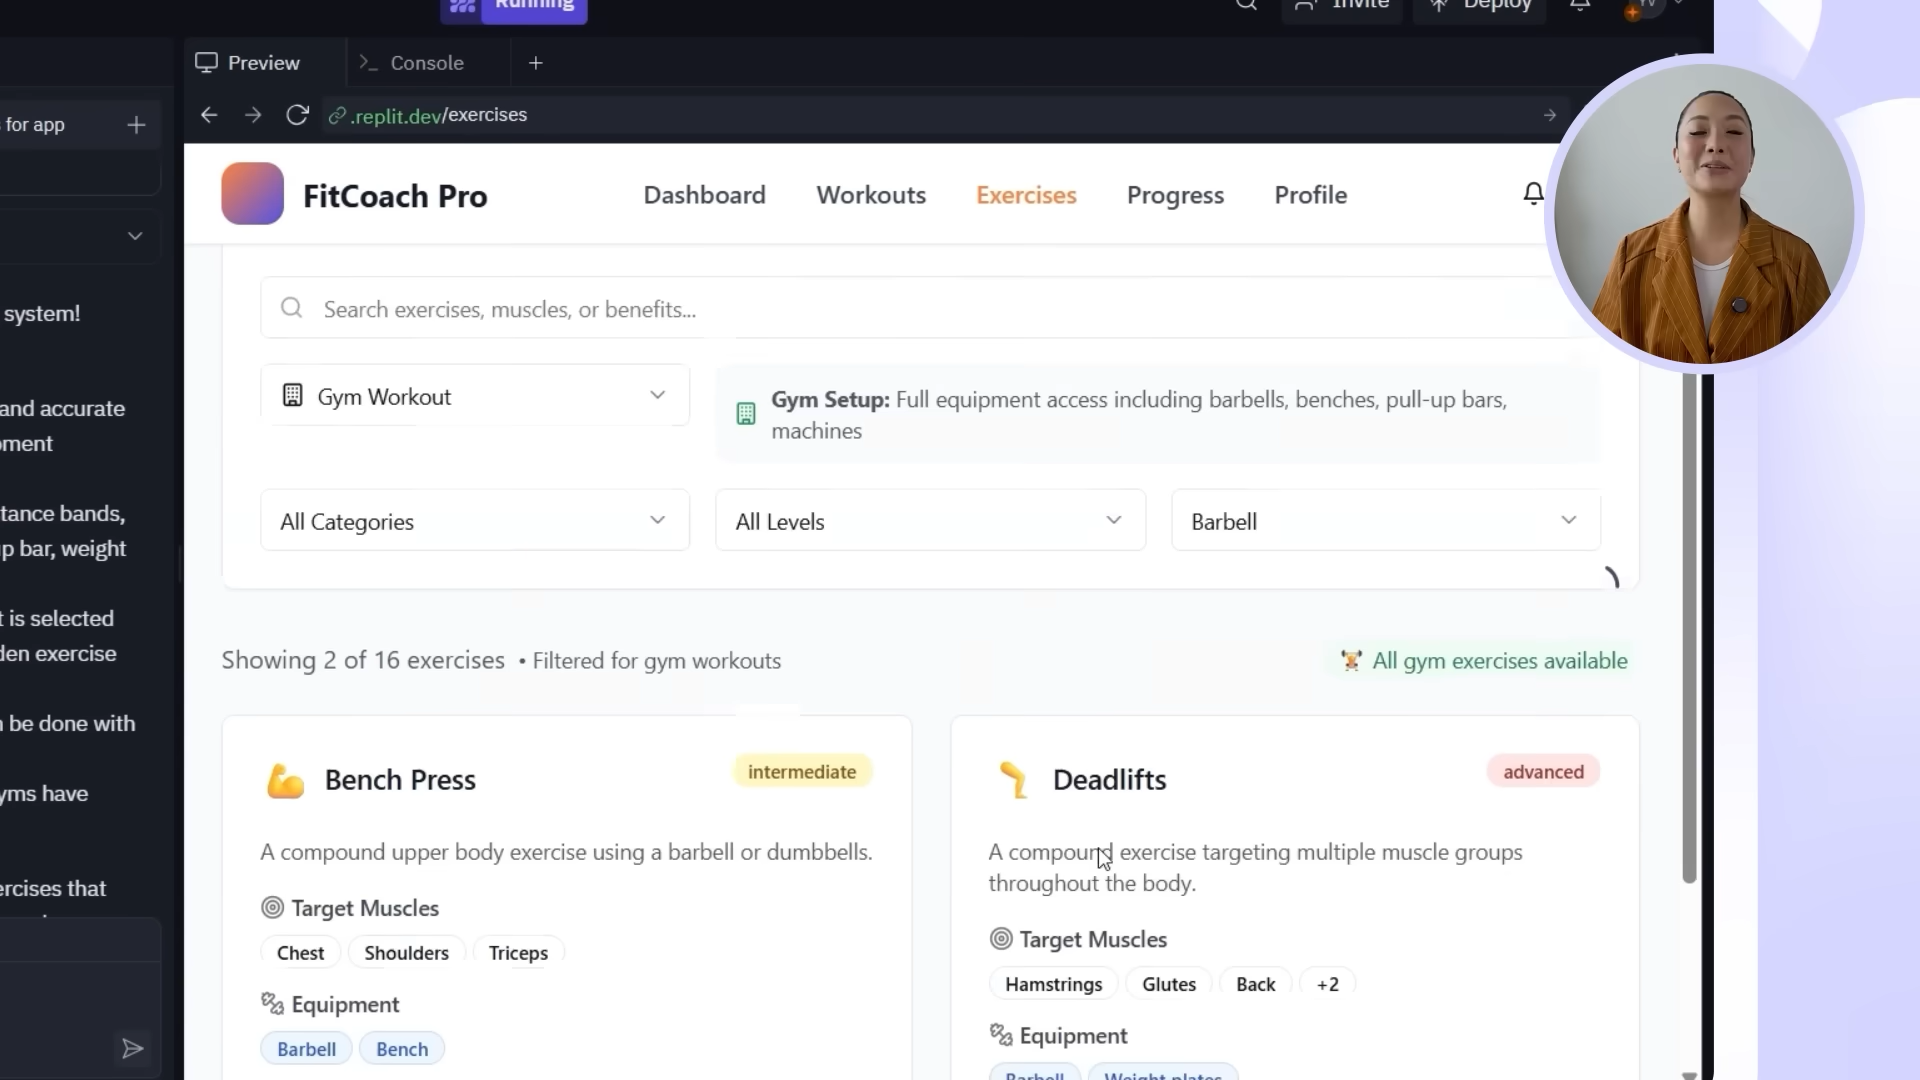 Running
Invite
Deploy
YV
Preview
Console
for app
.replit.dev/exercises
FitCoach Pro
Dashboard
Workouts
Exercises
Progress
Profile
system!
and accurate
tance bands,
p bar, weight
t is selected
den exercise
be done with
yms have
ercises that
Search exercises, muscles, or benefits...
Gym Workout
Gym Setup: Full equipment access including barbells, benches, pull-up bars,
machines
All Categories
All Levels
Barbell
Showing 2 of 16 exercises • Filtered for gym workouts
All gym exercises available
Bench Press
intermediate
A compound upper body exercise using a barbell or dumbbells.
Target Muscles
Chest
Shoulders
Triceps
Equipment
Barbell
Bench
Deadlifts
advanced
A compound exercise targeting multiple muscle groups
throughout the body.
Target Muscles
Hamstrings
Glutes
Back
+2
Equipment
Barbell
Weight plates